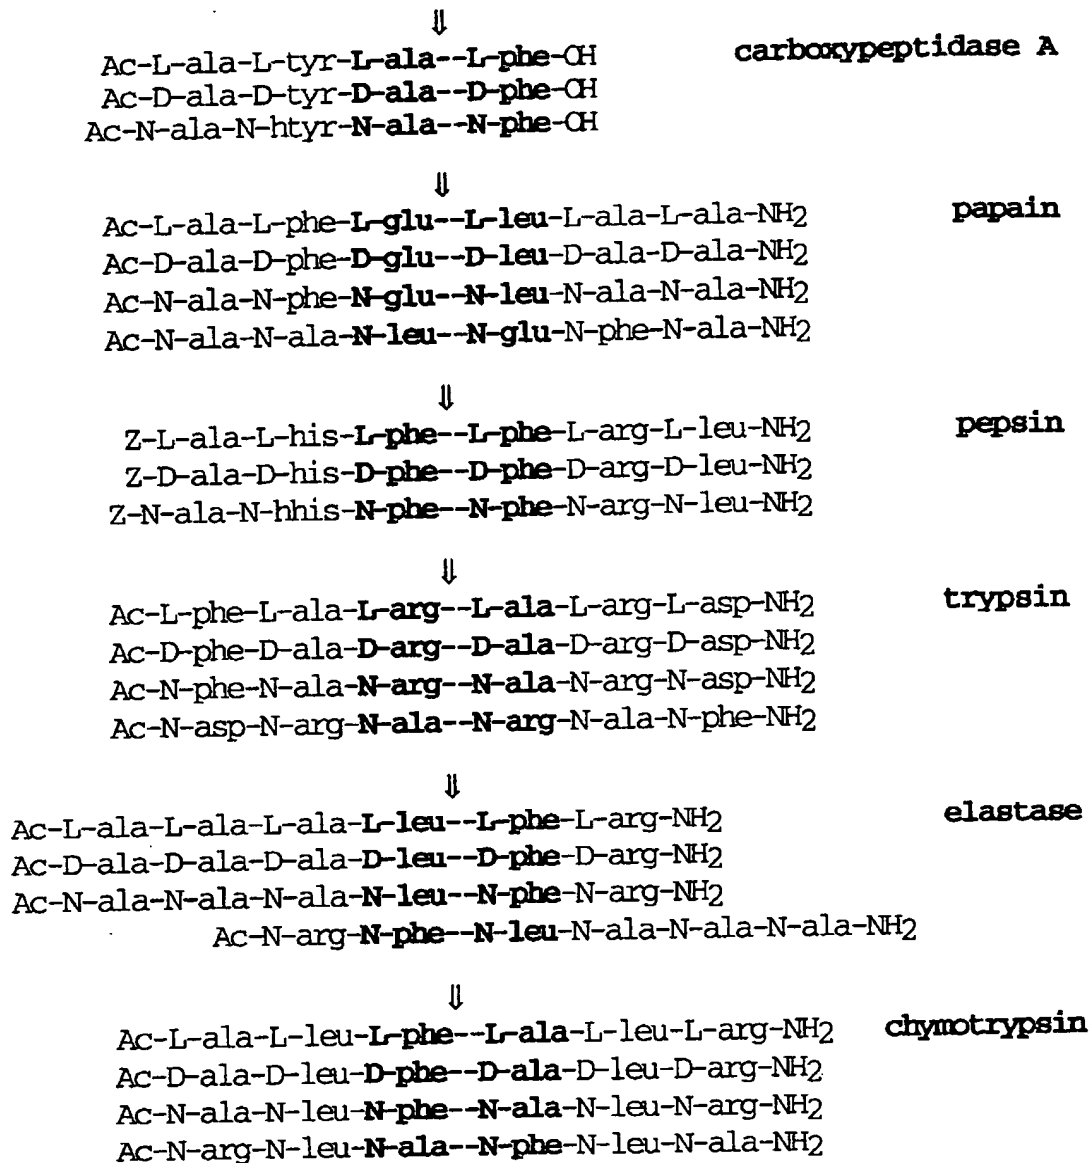 ⇓
Ac-L-ala-L-tyr-L-ala--L-phe-OH carboxypeptidase A
Ac-D-ala-D-tyr-D-ala--D-phe-OH
Ac-N-ala-N-htyr-N-ala--N-phe-OH
⇓
Ac-L-ala-L-phe-L-glu--L-leu-L-ala-L-ala-NH2 papain
Ac-D-ala-D-phe-D-glu--D-leu-D-ala-D-ala-NH2
Ac-N-ala-N-phe-N-glu--N-leu-N-ala-N-ala-NH2
Ac-N-ala-N-ala-N-leu--N-glu-N-phe-N-ala-NH2
⇓
Z-L-ala-L-his-L-phe--L-phe-L-arg-L-leu-NH2 pepsin
Z-D-ala-D-his-D-phe--D-phe-D-arg-D-leu-NH2
Z-N-ala-N-hhis-N-phe--N-phe-N-arg-N-leu-NH2
⇓
Ac-L-phe-L-ala-L-arg--L-ala-L-arg-L-asp-NH2 trypsin
Ac-D-phe-D-ala-D-arg--D-ala-D-arg-D-asp-NH2
Ac-N-phe-N-ala-N-arg--N-ala-N-arg-N-asp-NH2
Ac-N-asp-N-arg-N-ala--N-arg-N-ala-N-phe-NH2
⇓
Ac-L-ala-L-ala-L-ala-L-leu--L-phe-L-arg-NH2 elastase
Ac-D-ala-D-ala-D-ala-D-leu--D-phe-D-arg-NH2
Ac-N-ala-N-ala-N-ala-N-leu--N-phe-N-arg-NH2
Ac-N-arg-N-phe--N-leu-N-ala-N-ala-N-ala-NH2
⇓
Ac-L-ala-L-leu-L-phe--L-ala-L-leu-L-arg-NH2 chymotrypsin
Ac-D-ala-D-leu-D-phe--D-ala-D-leu-D-arg-NH2
Ac-N-ala-N-leu-N-phe--N-ala-N-leu-N-arg-NH2
Ac-N-arg-N-leu-N-ala--N-phe-N-leu-N-ala-NH2